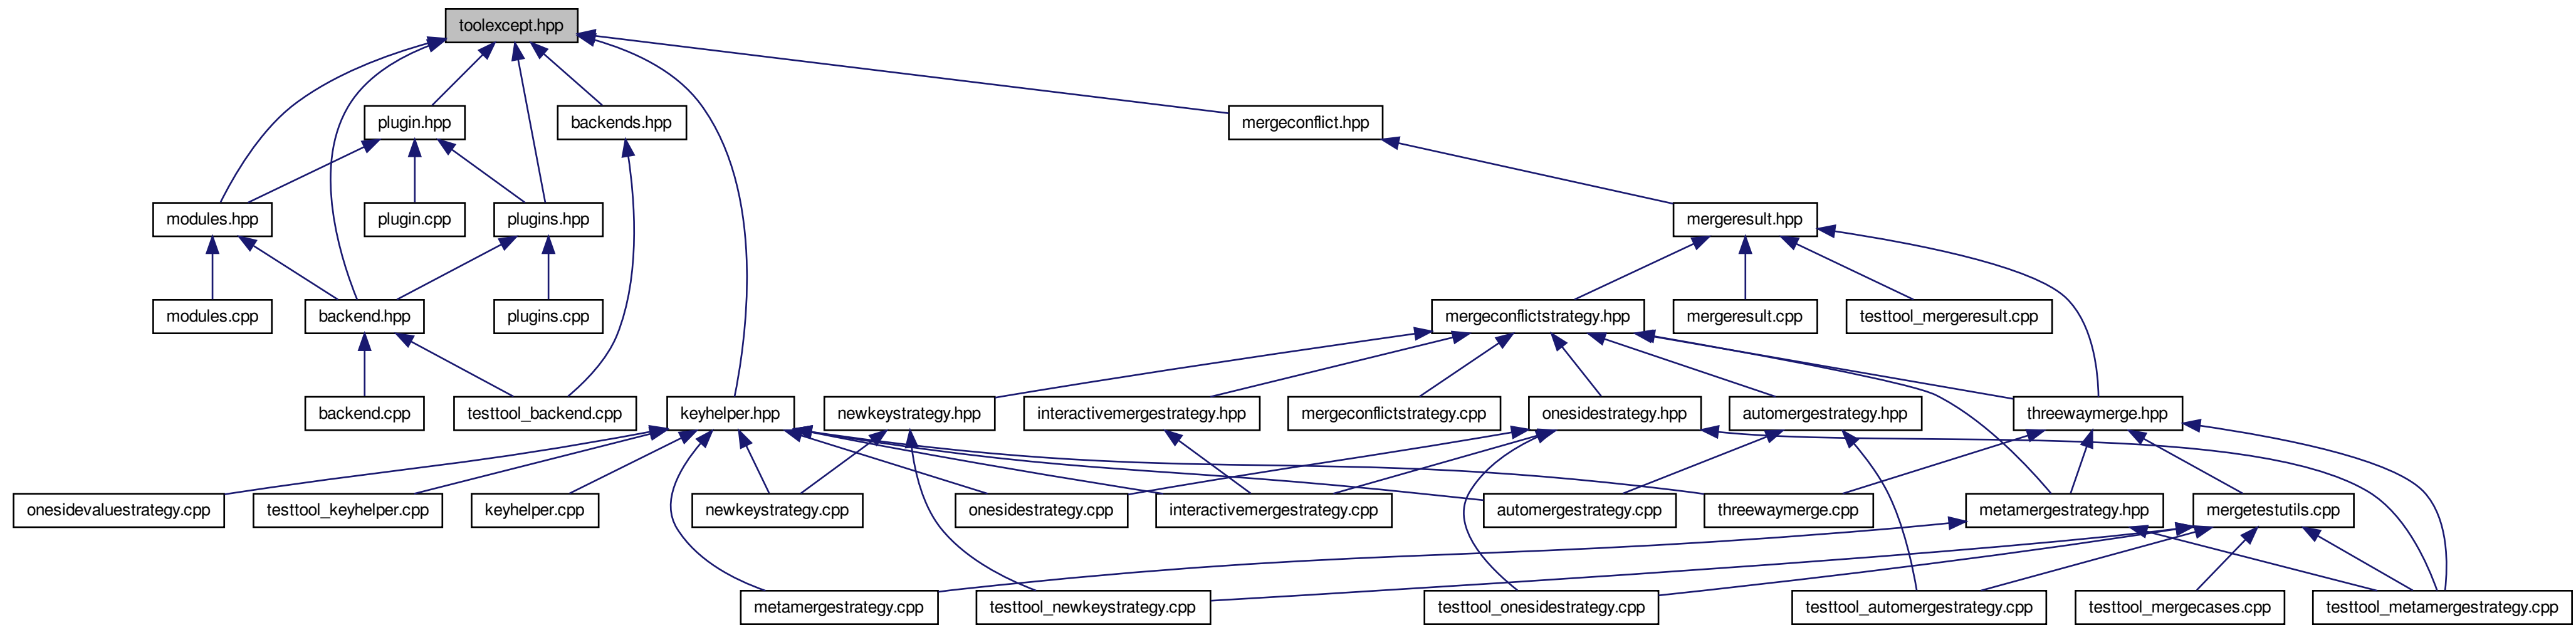 toolexcept.hpp
plugin.hpp
backends.hpp
mergeconflict.hpp
modules.hpp
plugin.cpp
plugins.hpp
mergeresult.hpp
modules.cpp
backend.hpp
plugins.cpp
mergeconflictstrategy.hpp
mergeresult.cpp
testtool_mergeresult.cpp
backend.cpp
testtool_backend.cpp
keyhelper.hpp
newkeystrategy.hpp
interactivemergestrategy.hpp
mergeconflictstrategy.cpp
onesidestrategy.hpp
automergestrategy.hpp
threewaymerge.hpp
onesidevaluestrategy.cpp
testtool_keyhelper.cpp
keyhelper.cpp
newkeystrategy.cpp
onesidestrategy.cpp
interactivemergestrategy.cpp
automergestrategy.cpp
threewaymerge.cpp
metamergestrategy.hpp
mergetestutils.cpp
metamergestrategy.cpp
testtool_newkeystrategy.cpp
testtool_onesidestrategy.cpp
testtool_automergestrategy.cpp
testtool_mergecases.cpp
testtool_metamergestrategy.cpp